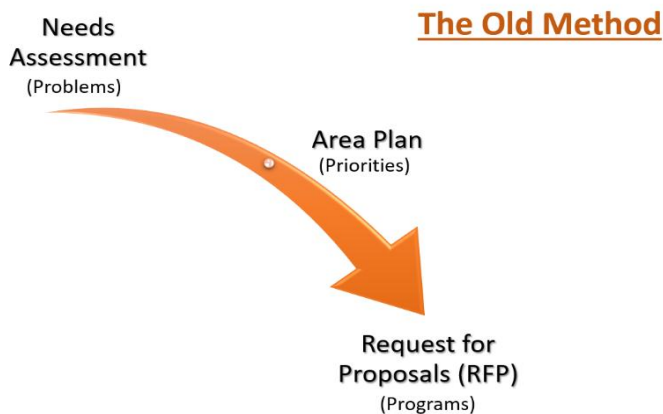 The Old Method
Needs
Assessment
(Problems)
Area Plan
(Priorities)
Request for
Proposals (RFP)
(Programs)